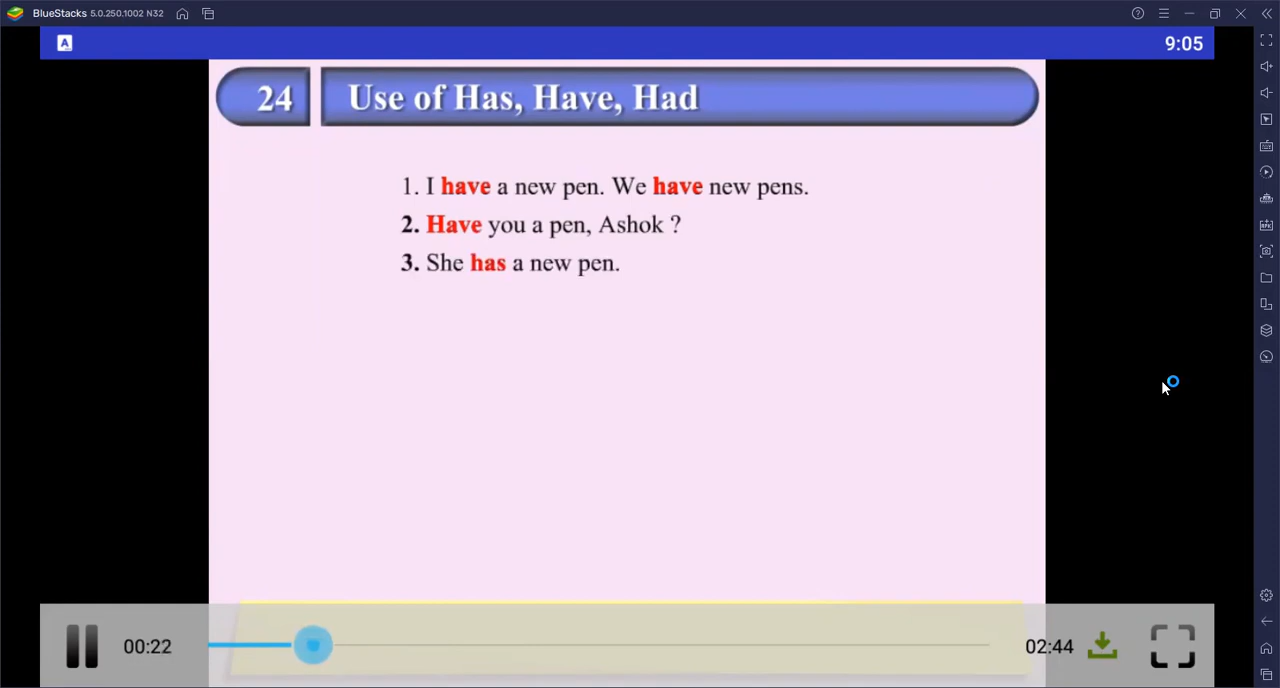 BlueStacks 5.0.250.1002 N32
A
9:05
24 Use of Has, Have, Had
1. I have a new pen. We have new pens.
2. Have you a pen, Ashok ?
3. She has a new pen.
00:22 02:44